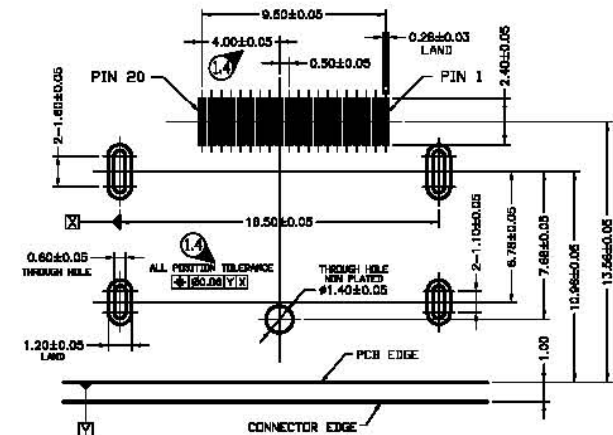 9.50±0.05
4.00±0.05
0.28±0.03
LAND
1.4
0.50±0.05
PIN 20
PIN 1
2.40±0.05
2-1.60±0.05
X
18.50±0.05
6.78±0.05
7.68±0.05
10.98±0.05
13.56±0.05
0.60±0.05
THROUGH HOLE
1.4
ALL POSITION TOLERANCE
Ø0.06 Y X
THROUGH HOLE
NON PLATED
ø1.40±0.05
2-1.10±0.05
1.20±0.05
LAND
PCB EDGE
1.00
Y
CONNECTOR EDGE